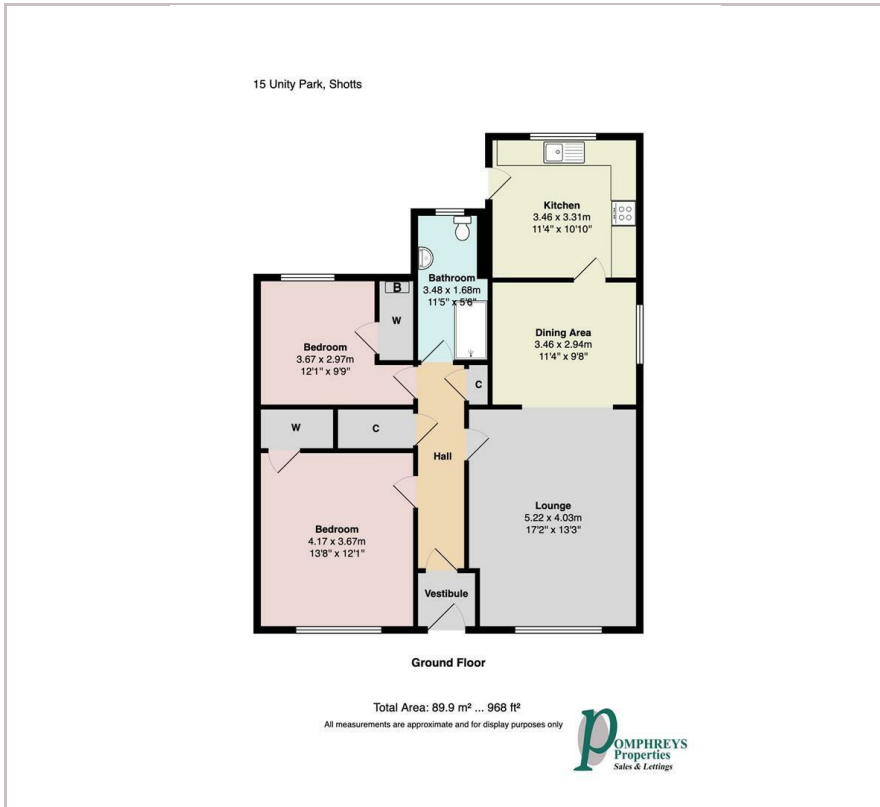 15 Unity Park, Shotts
Kitchen
3.46 x 3.31m
11'4" x 10'10"
Bathroom
3.48 x 1.68m
11'5" x 5'6"
B
W
Bedroom
3.67 x 2.97m
12'1" x 9'9"
Dining Area
3.46 x 2.94m
11'4" x 9'8"
C
W
C
Hall
Lounge
5.22 x 4.03m
17'2" x 13'3"
Bedroom
4.17 x 3.67m
13'8" x 12'1"
Vestibule
Ground Floor
Total Area: 89.9 m² ... 968 ft²
All measurements are approximate and for display purposes only
POMPHREYS
Properties
Sales & Lettings